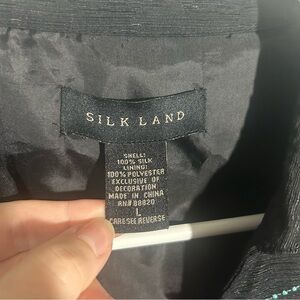 SILK LAND
SHELL:
100% SILK
LINING:
100% POLYESTER
EXCLUSIVE OF
DECORATION
MADE IN CHINA
RN# 88820
L
CARE SEE REVERSE